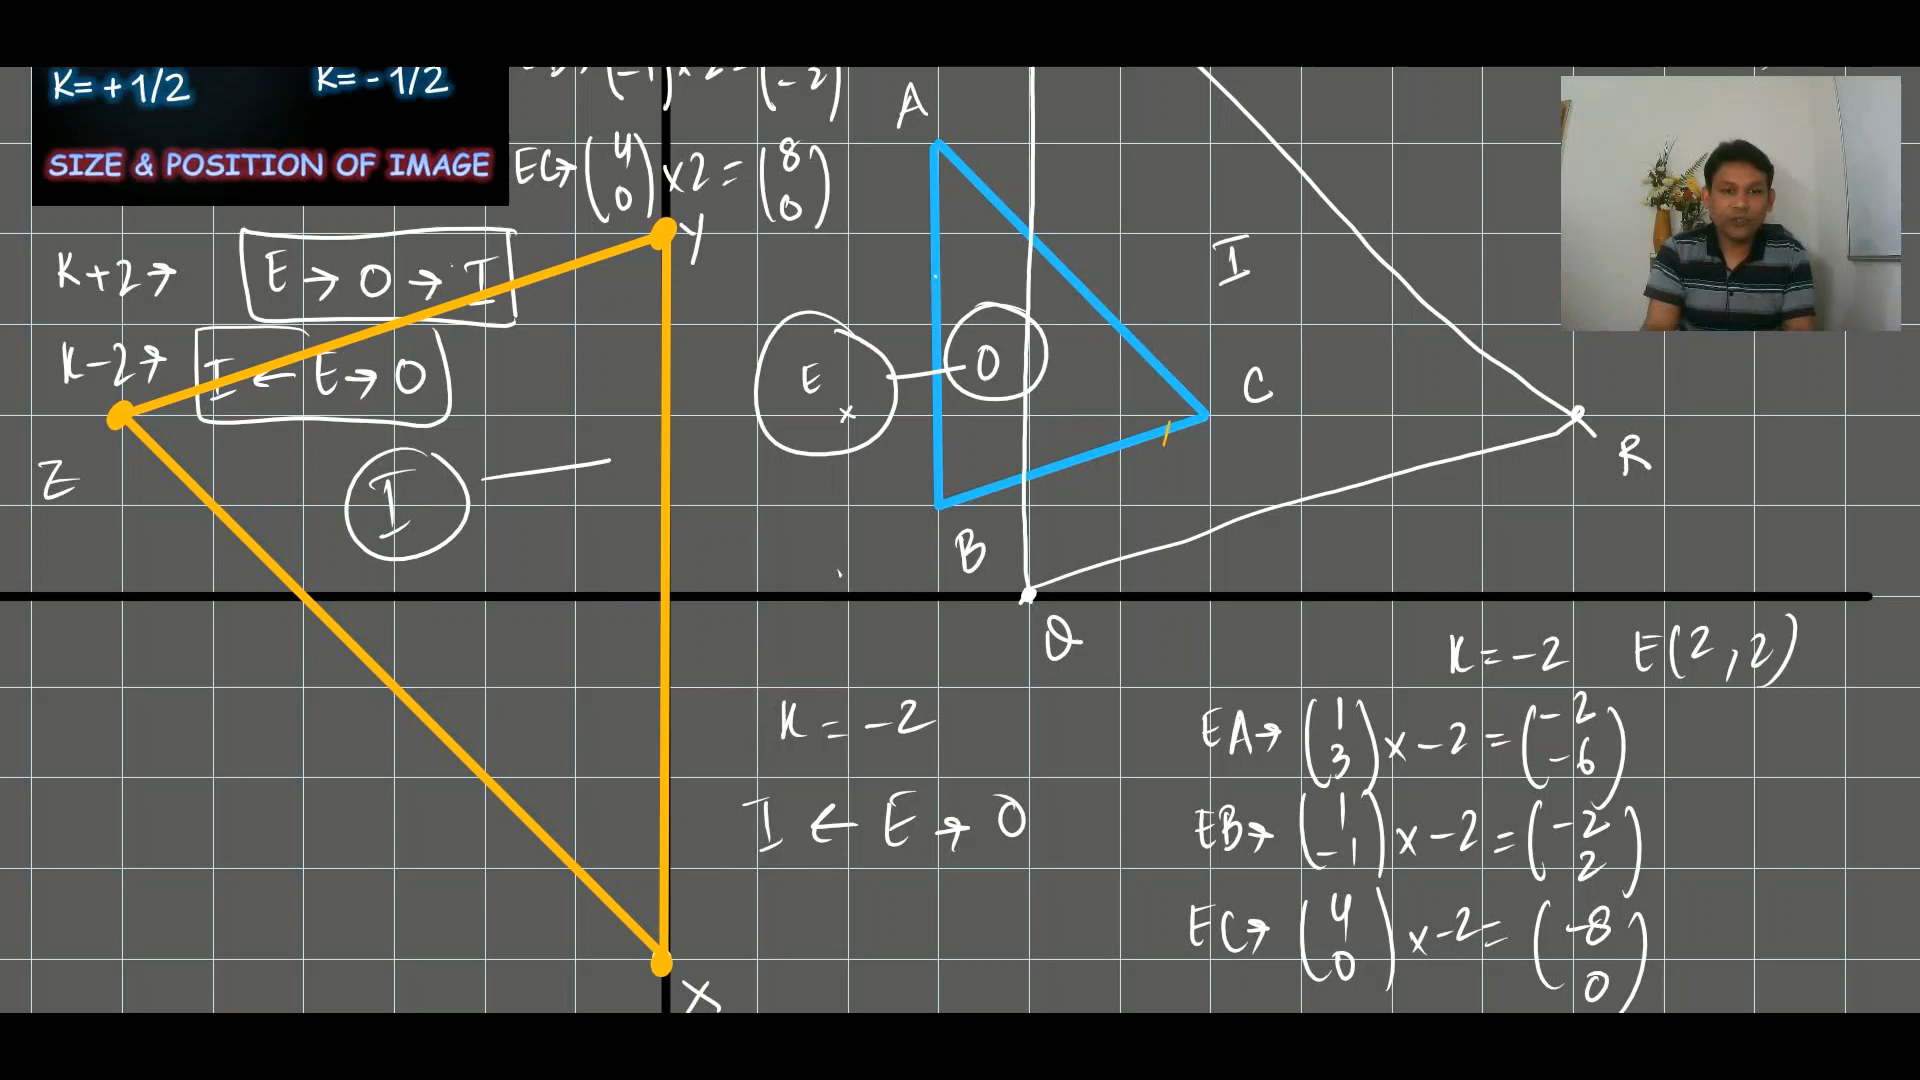 K= + 1/2 K= - 1/2
SIZE & POSITION OF IMAGE
EC→ (4 0) ×2 = (8 0)
A
Y
K+2→ E → O → I
K-2→ I ← E → O
I
E
×
O
C
Z
I
R
B
Q
K = -2 E(2,2)
K = -2
I ← E → O
EA→ (1 3) × -2 = (-2 -6)
EB→ (1 -1) × -2 = (-2 2)
EC→ (4 0) × -2 = (-8 0)
X